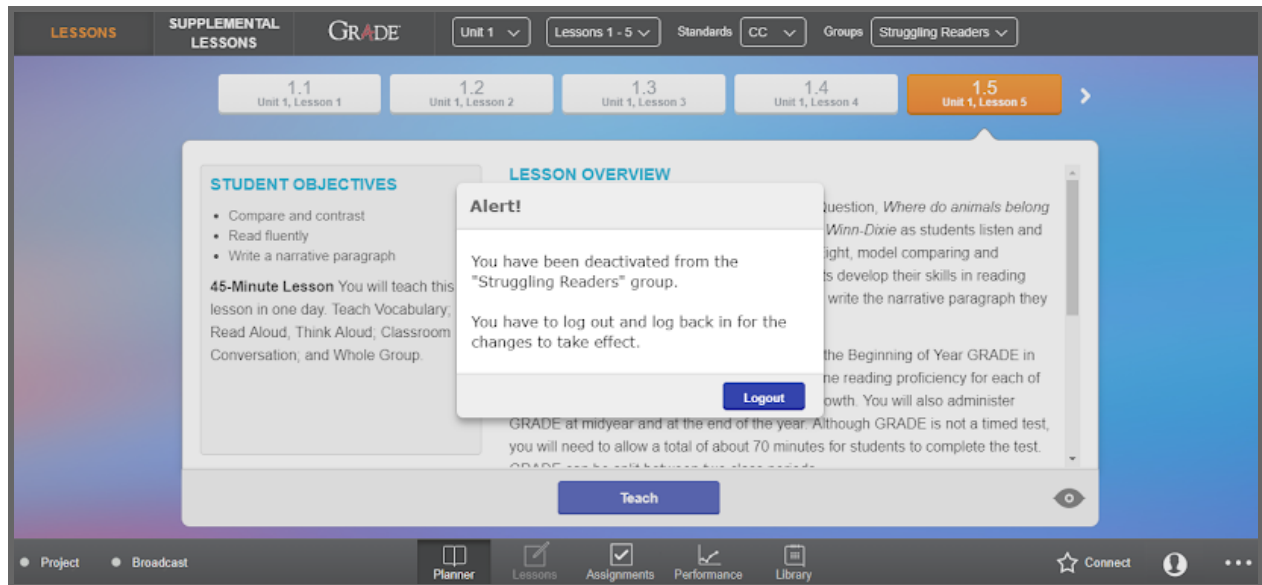 LESSONS
SUPPLEMENTAL
LESSONS
GRADE
Unit 1
Lessons 1 - 5
Standards
CC
Groups
Struggling Readers
1.1
Unit 1, Lesson 1
1.2
Unit 1, Lesson 2
1.3
Unit 1, Lesson 3
1.4
Unit 1, Lesson 4
1.5
Unit 1, Lesson 5
STUDENT OBJECTIVES
• Compare and contrast
• Read fluently
• Write a narrative paragraph
45-Minute Lesson You will teach this
lesson in one day. Teach Vocabulary;
Read Aloud, Think Aloud; Classroom
Conversation; and Whole Group.
LESSON OVERVIEW
Question, Where do animals belong
Winn-Dixie as students listen and
model comparing and
develop their skills in reading
write the narrative paragraph they
the Beginning of Year GRADE in
reading proficiency for each of
You will also administer
GRADE at midyear and at the end of the year. Although GRADE is not a timed test,
you will need to allow a total of about 70 minutes for students to complete the test.
Alert!
You have been deactivated from the
"Struggling Readers" group.
You have to log out and log back in for the
changes to take effect.
Logout
Teach
Project
Broadcast
Planner
Lessons
Assignments
Performance
Library
Connect